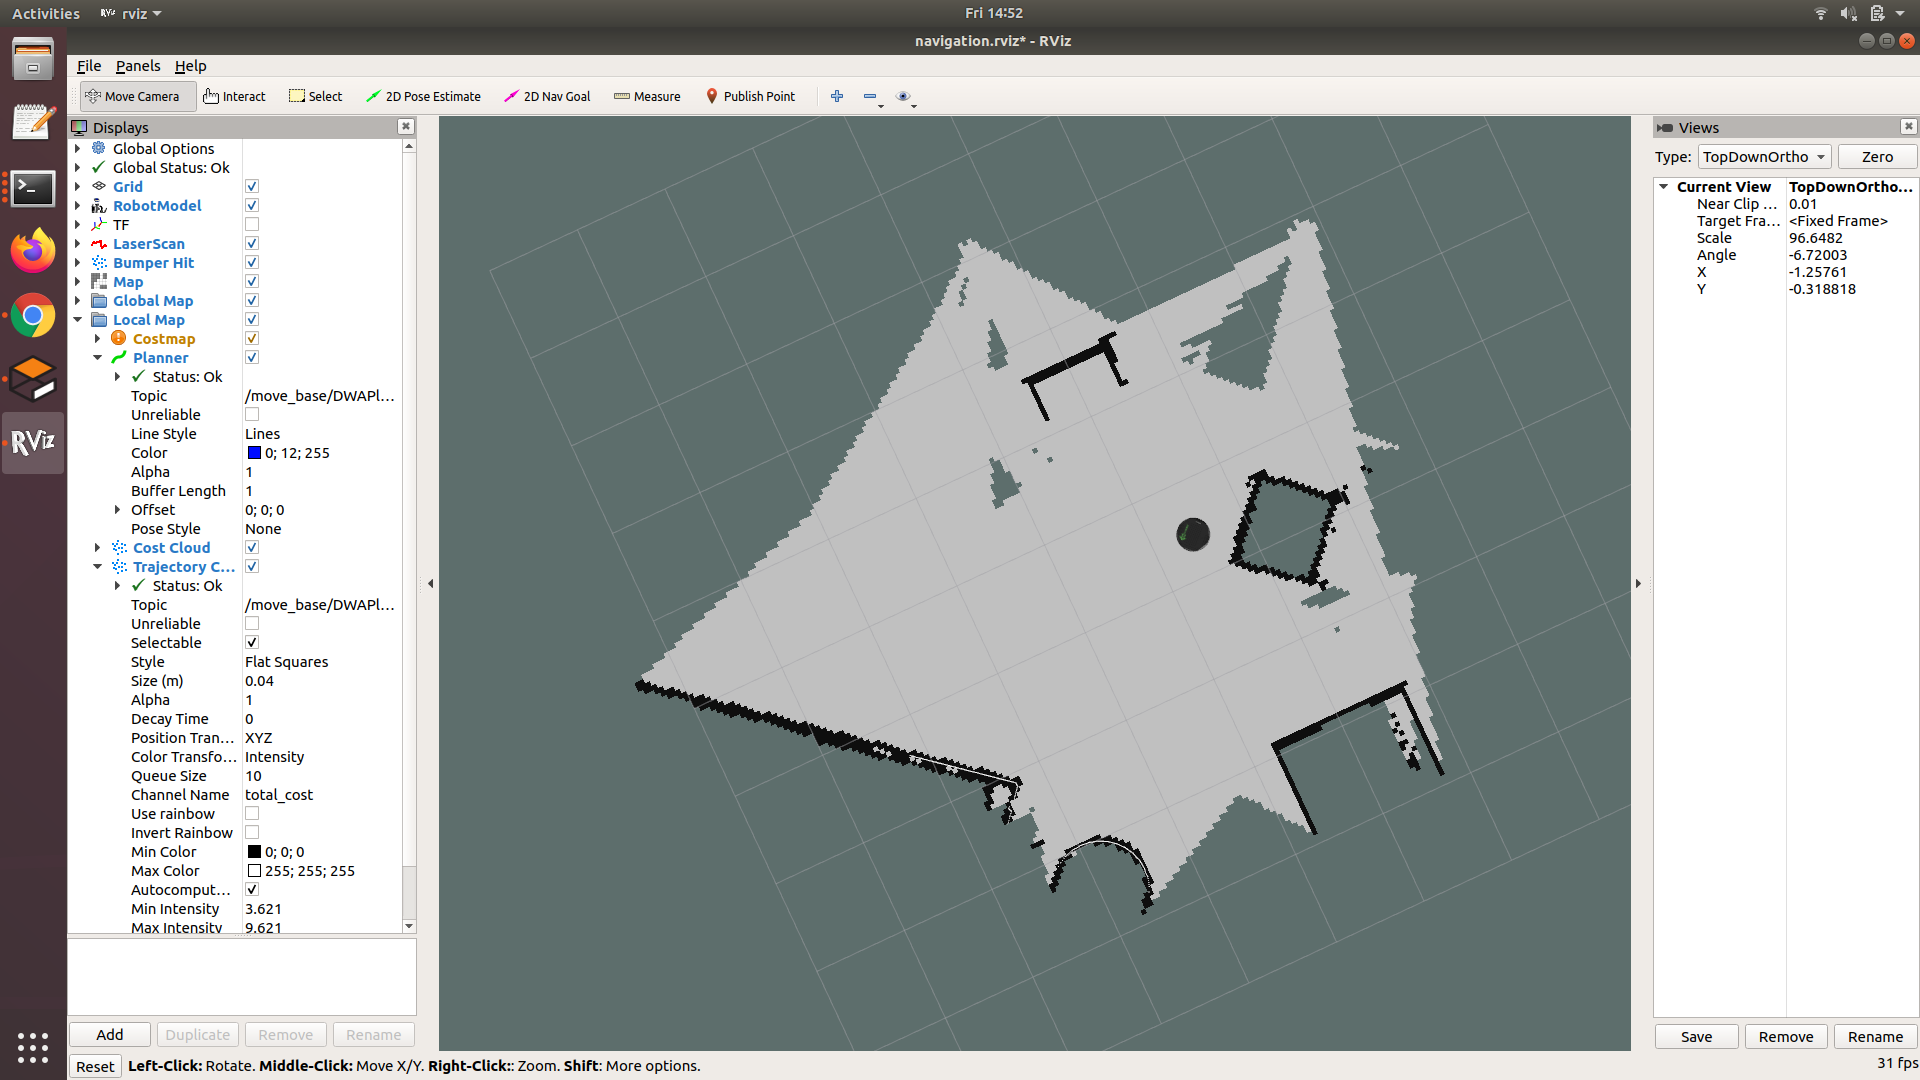 Activities rviz Fri 14:52
navigation.rviz* - RViz
File Panels Help
Move Camera Interact Select 2D Pose Estimate 2D Nav Goal Measure Publish Point
Displays
Global Options
Global Status: Ok
Grid
RobotModel
TF
LaserScan
Bumper Hit
Map
Global Map
Local Map
Costmap
Planner
Status: Ok
Topic /move_base/DWAPl...
Unreliable
Line Style Lines
Color 0; 12; 255
Alpha 1
Buffer Length 1
Offset 0; 0; 0
Pose Style None
Cost Cloud
Trajectory C...
Status: Ok
Topic /move_base/DWAPl...
Unreliable
Selectable
Style Flat Squares
Size (m) 0.04
Alpha 1
Decay Time 0
Position Tran... XYZ
Color Transfo... Intensity
Queue Size 10
Channel Name total_cost
Use rainbow
Invert Rainbow
Min Color 0; 0; 0
Max Color 255; 255; 255
Autocomput...
Min Intensity 3.621
Max Intensity 9.621
Add Duplicate Remove Rename
Reset Left-Click: Rotate. Middle-Click: Move X/Y. Right-Click:: Zoom. Shift: More options.
Views
Type: TopDownOrtho Zero
Current View TopDownOrtho...
Near Clip ... 0.01
Target Fra... <Fixed Frame>
Scale 96.6482
Angle -6.72003
X -1.25761
Y -0.318818
Save Remove Rename
31 fps
RViz